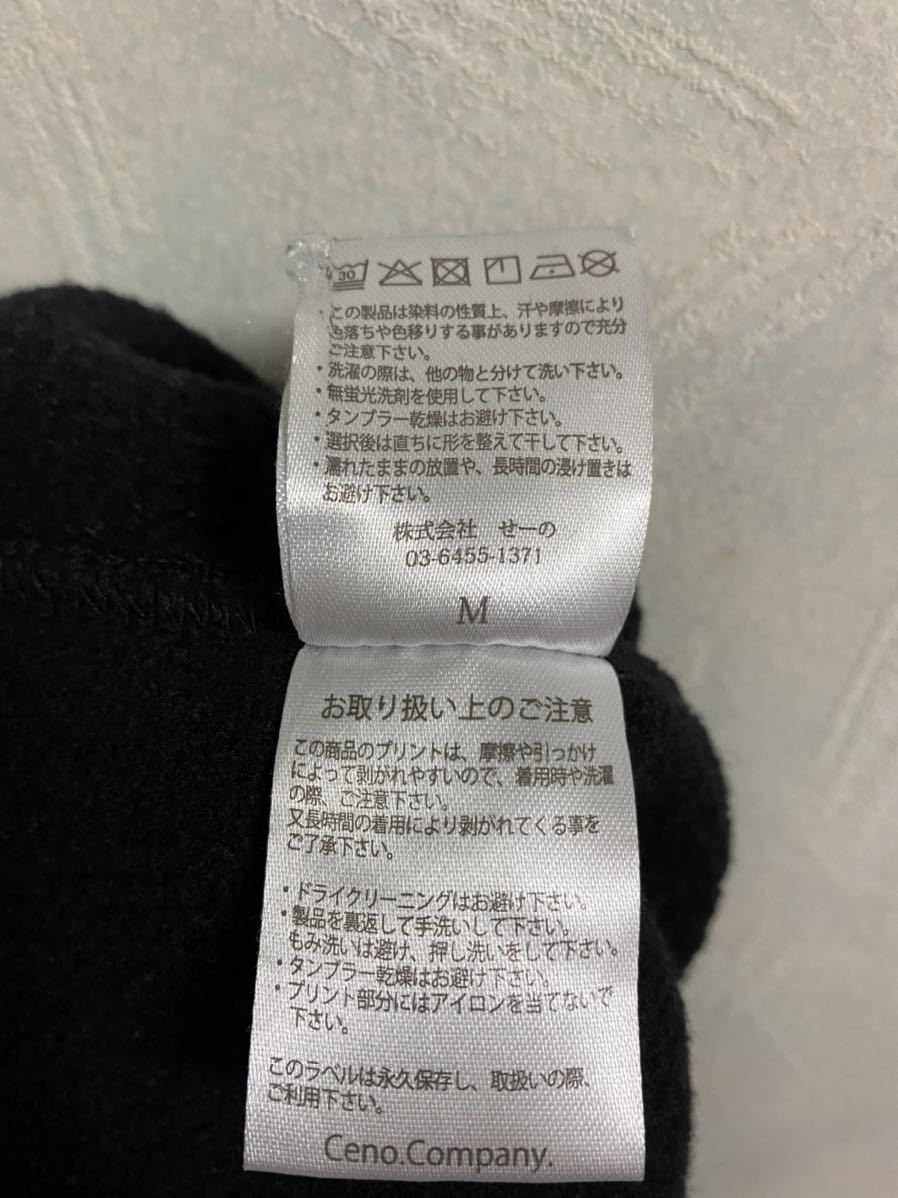 30
・この製品は染料の性質上、汗や摩擦により
色落ちや色移りする事がありますので充分
ご注意下さい。
・洗濯の際は、他の物と分けて洗い下さい。
・無蛍光洗剤を使用して下さい。
・タンブラー乾燥はお避け下さい。
・選択後は直ちに形を整えて干して下さい。
・濡れたままの放置や、長時間の浸け置きは
お避け下さい。
株式会社　せーの
03-6455-1371
M
お取り扱い上のご注意
この商品のプリントは、摩擦や引っかけ
によって剥がれやすいので、着用時や洗濯
の際、ご注意下さい。
又長時間の着用により剥がれてくる事を
ご了承下さい。
・ドライクリーニングはお避け下さい。
・製品を裏返して手洗いして下さい。
もみ洗いは避け、押し洗いをして下さい。
・タンブラー乾燥はお避け下さい。
・プリント部分にはアイロンを当てないで
下さい。
このラベルは永久保存し、取扱いの際、
ご利用下さい。
Ceno.Company.